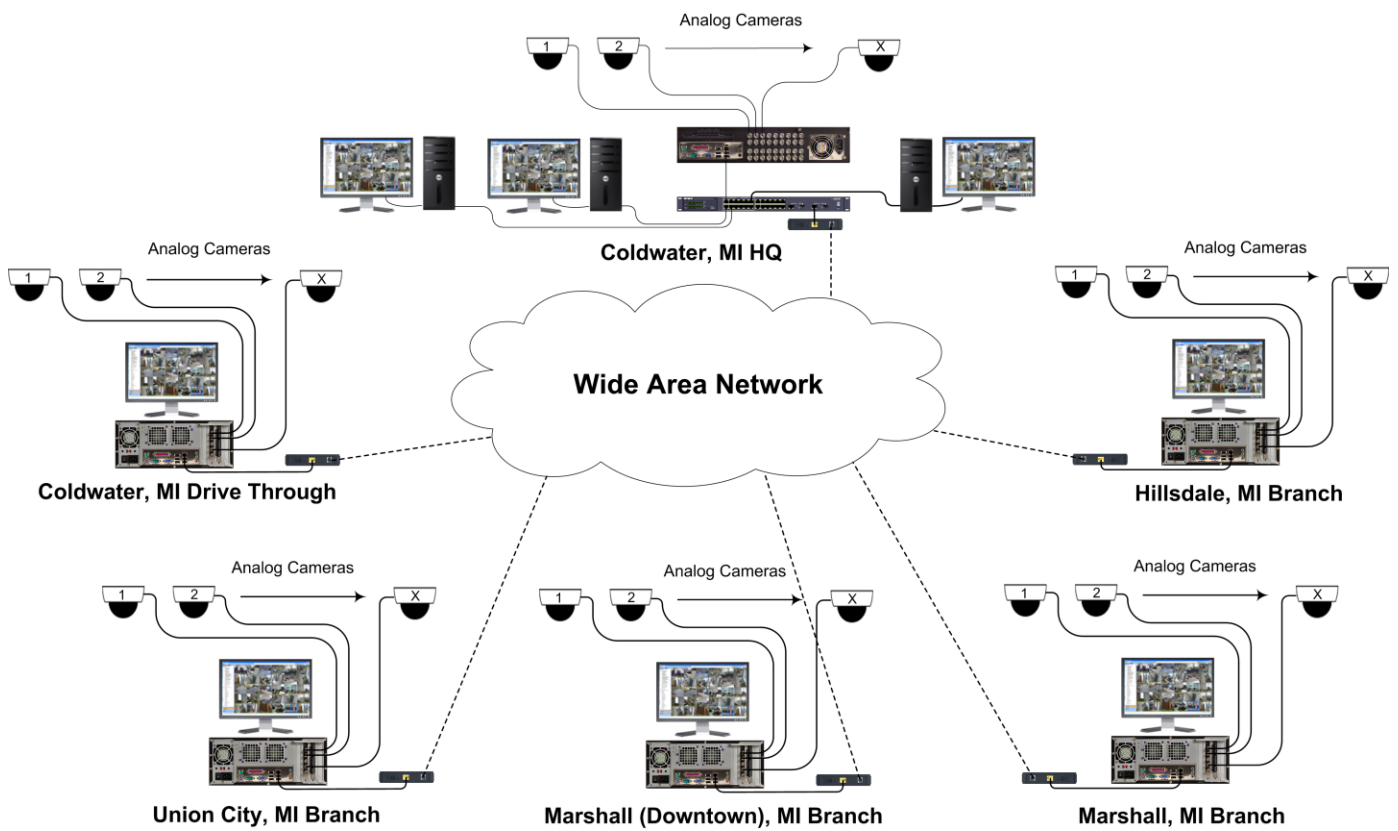 Analog Cameras
1
2
X
Coldwater, MI HQ
Analog Cameras
1
2
X
Coldwater, MI Drive Through
Wide Area Network
Analog Cameras
1
2
X
Hillsdale, MI Branch
Analog Cameras
1
2
X
Union City, MI Branch
Analog Cameras
1
2
X
Marshall (Downtown), MI Branch
Analog Cameras
1
2
X
Marshall, MI Branch